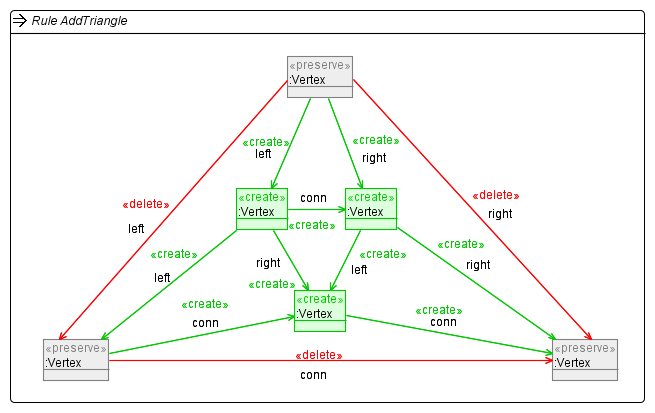 Rule AddTriangle
«preserve»
:Vertex
«create»
left
«create»
right
«delete»
left
«delete»
right
«create»
:Vertex
conn
«create»
«create»
:Vertex
«create»
left
right
«create»
«create»
left
«create»
right
«create»
:Vertex
«create»
conn
«create»
conn
«preserve»
:Vertex
«delete»
conn
«preserve»
:Vertex